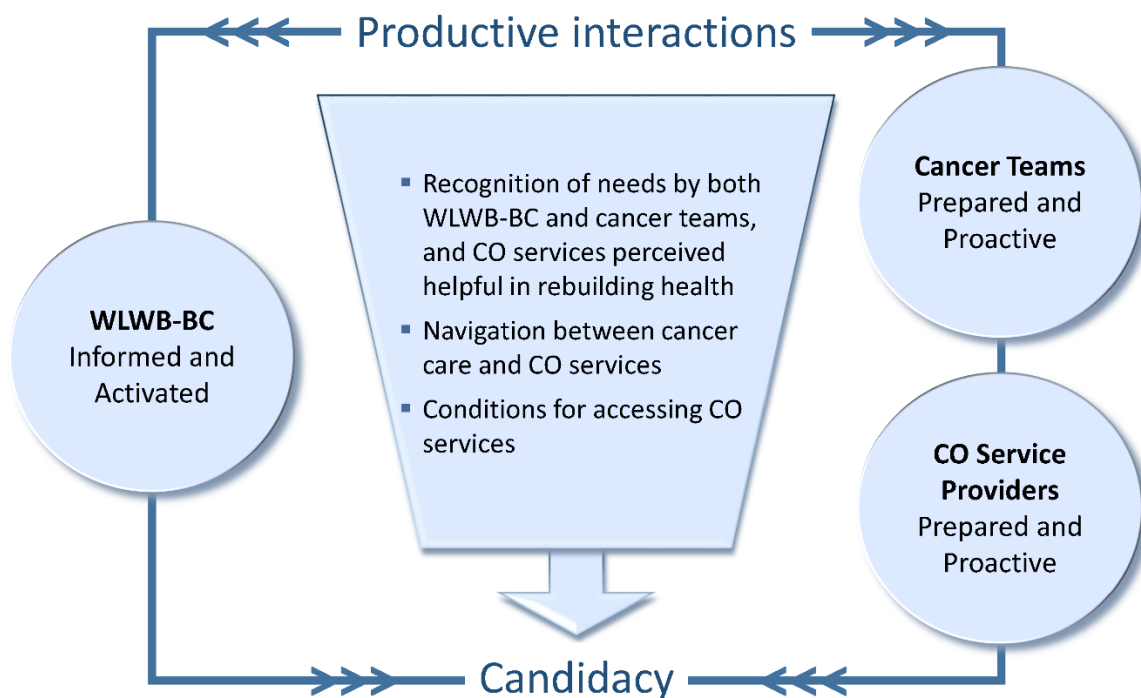 Productive interactions
WLWB-BC
Informed and
Activated
▪ Recognition of needs by both
WLWB-BC and cancer teams,
and CO services perceived
helpful in rebuilding health
▪ Navigation between cancer
care and CO services
▪ Conditions for accessing CO
services
Cancer Teams
Prepared and
Proactive
CO Service
Providers
Prepared and
Proactive
Candidacy